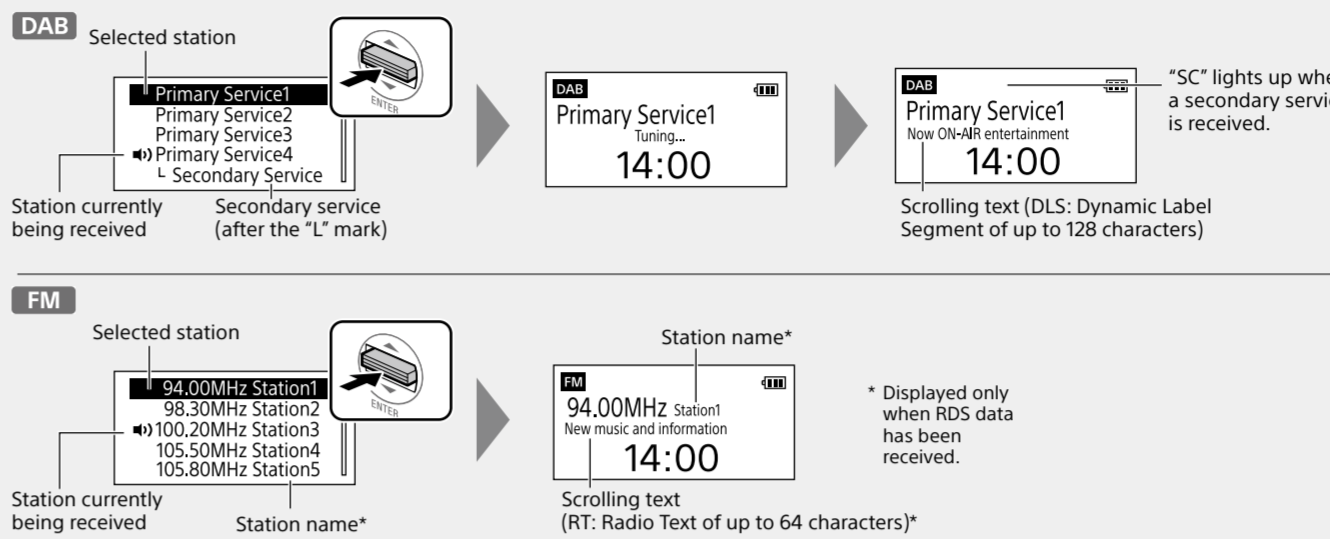 DAB
Selected station
Primary Service1
Primary Service2
Primary Service3
Primary Service4
└ Secondary Service
ENTER
Station currently
being received
Secondary service
(after the “L” mark)
DAB
Primary Service1
Tuning...
14:00
DAB
Primary Service1
Now ON-AIR entertainment
14:00
“SC” lights up whe
a secondary servi
is received.
Scrolling text (DLS: Dynamic Label
Segment of up to 128 characters)
FM
Selected station
94.00MHz Station1
98.30MHz Station2
100.20MHz Station3
105.50MHz Station4
105.80MHz Station5
ENTER
Station currently
being received
Station name*
Station name*
FM
94.00MHz Station1
New music and information
14:00
Scrolling text
(RT: Radio Text of up to 64 characters)*
* Displayed only
when RDS data
has been
received.